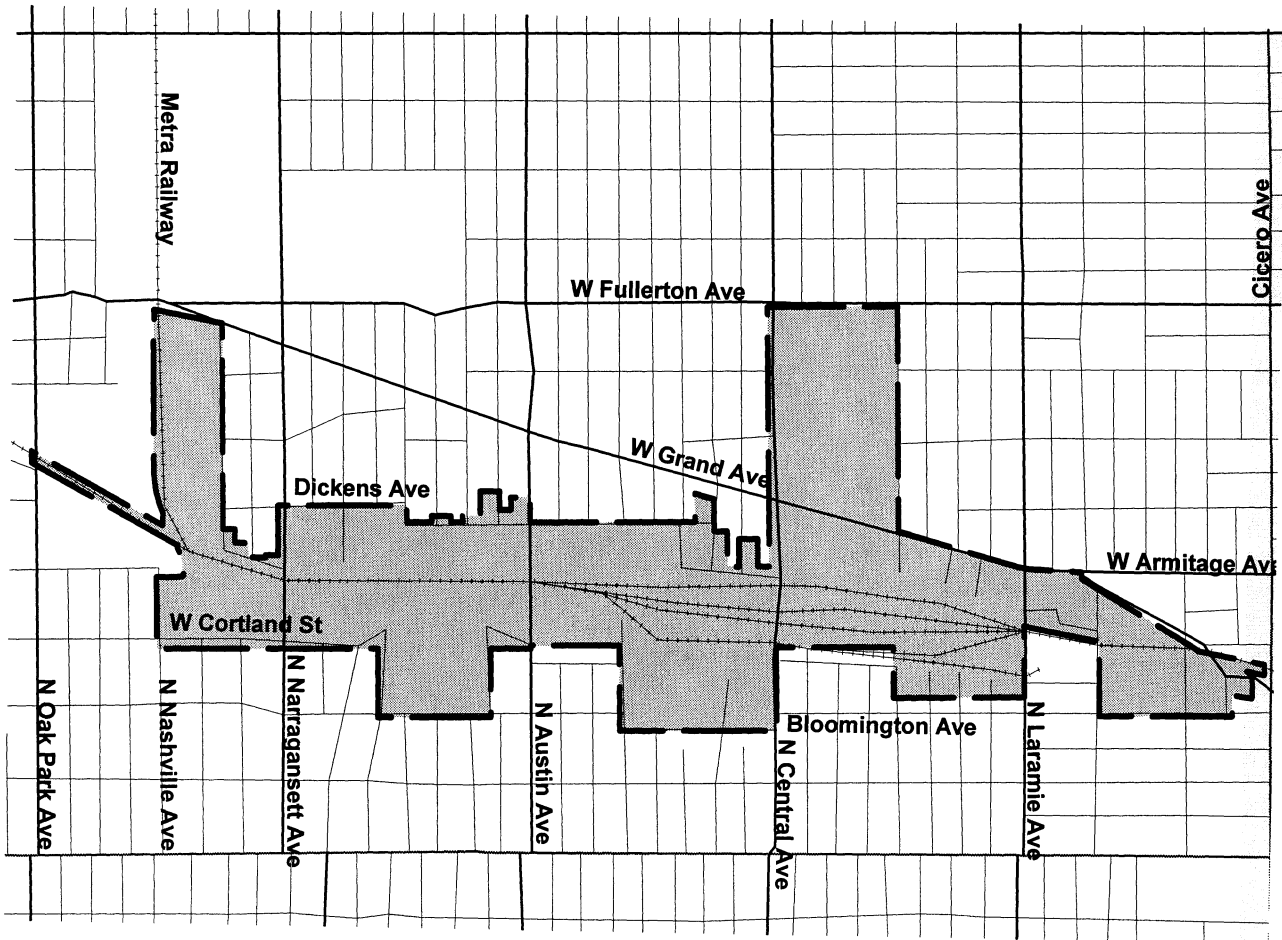 Metra Railway
Cicero Ave
W Fullerton Ave
W Grand Ave
Dickens Ave
W Armitage Ave
W Cortland St
N Oak Park Ave
N Nashville Ave
N Narragansett Ave
N Austin Ave
Bloomington Ave
N Central Ave
N Laramie Ave